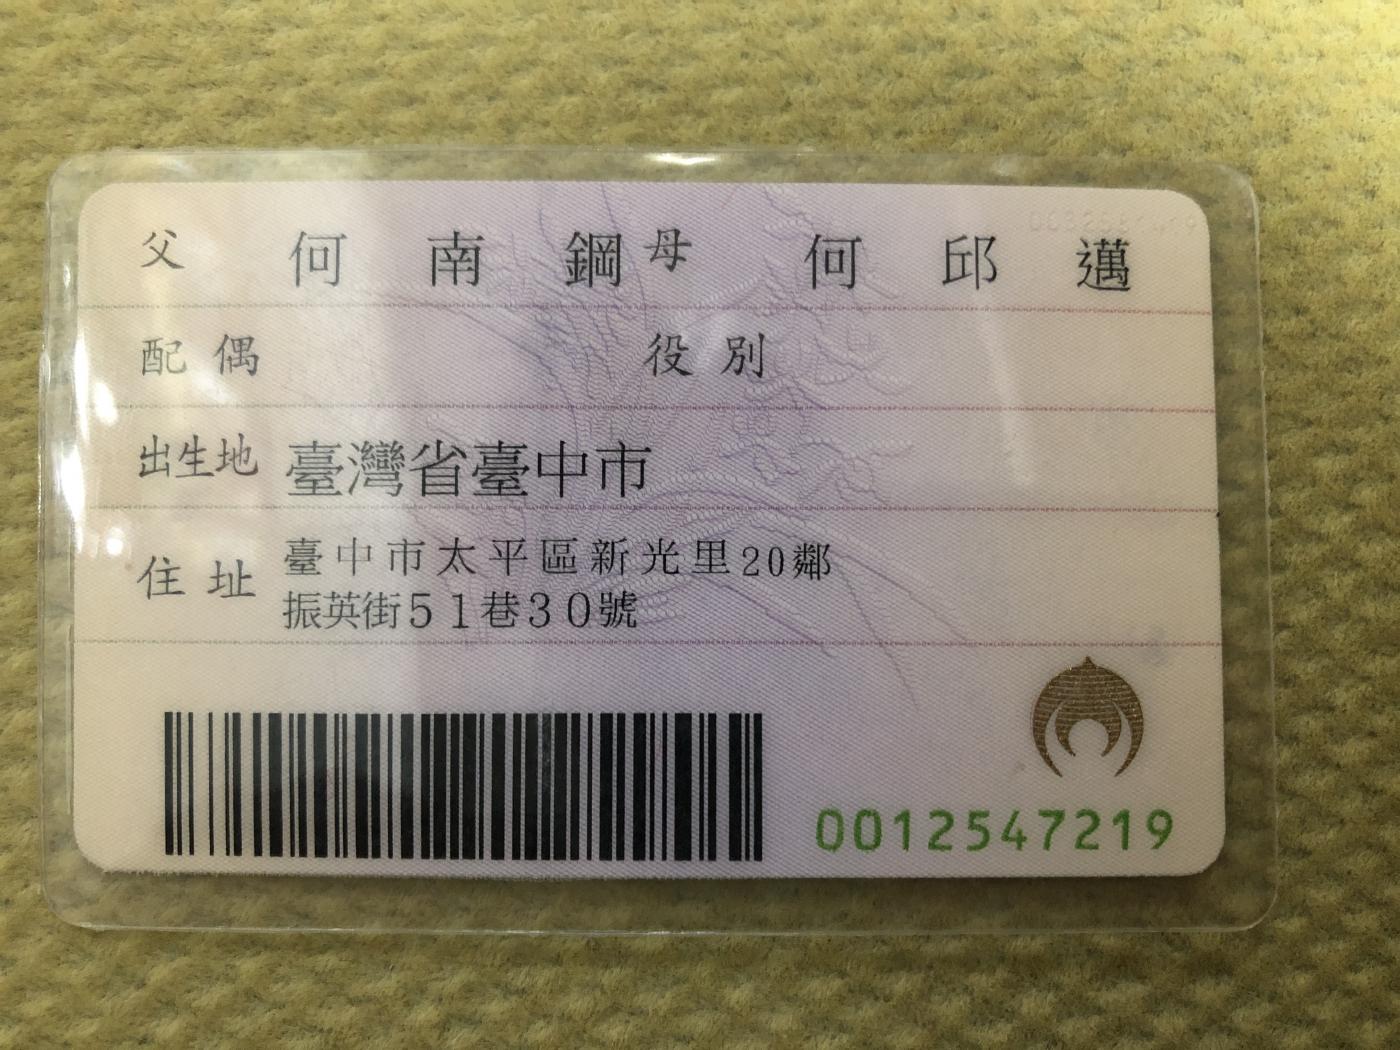 父 何南鋼 母 何邱邁
配偶 役別
出生地 臺灣省臺中市
住址 臺中市太平區新光里20鄰
振英街51巷30號
0012547219